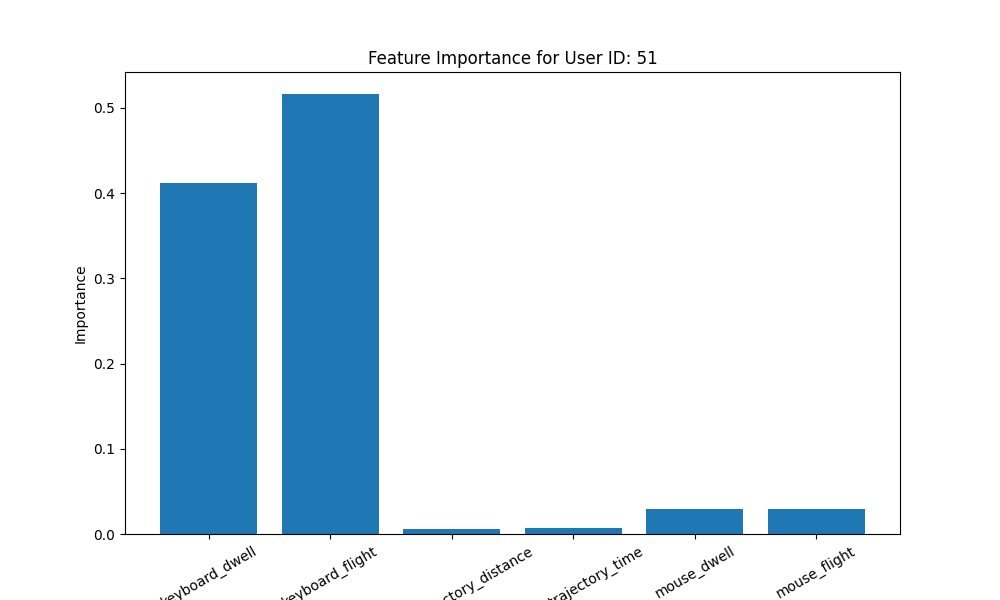 Feature Importance for User ID: 51
Importance
0.5
0.4
0.3
0.2
0.1
0.0
keyboard_dwell
keyboard_flight
ctory_distance
trajectory_time
mouse_dwell
mouse_flight